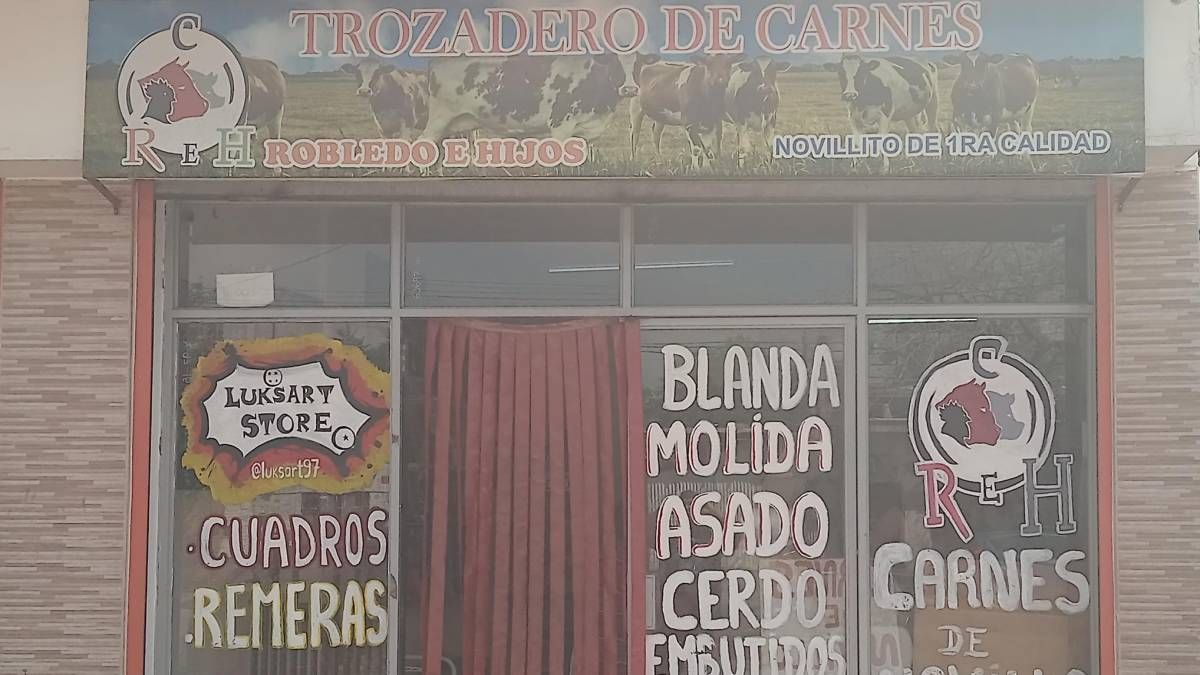 TROZADERO DE CARNES
C
R E H
ROBLEDO E HIJOS
NOVILLITO DE 1RA CALIDAD
LUKSART
STORE
@luksart97
. CUADROS
. REMERAS
BLANDA
MOLIDA
ASADO
CERDO
EMBUTIDOS
C
R E H
CARNES
DE